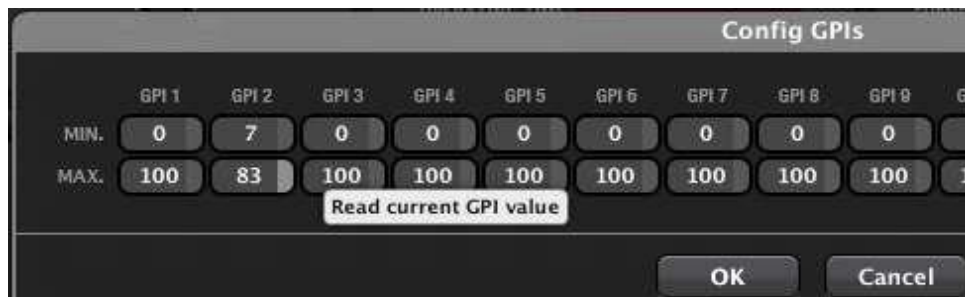 Config GPIs
GPI 1 GPI 2 GPI 3 GPI 4 GPI 5 GPI 6 GPI 7 GPI 8 GPI 9
MIN. 0 7 0 0 0 0 0 0 0
MAX. 100 83 100 100 100 100 100 100 100
Read current GPI value
OK Cancel